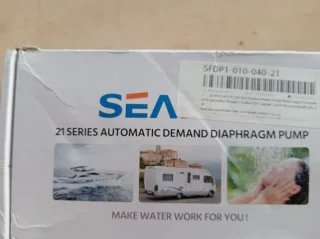 SFDP1-010-040-21
SEA
21 SERIES AUTOMATIC DEMAND DIAPHRAGM PUMP
MAKE WATER WORK FOR YOU!